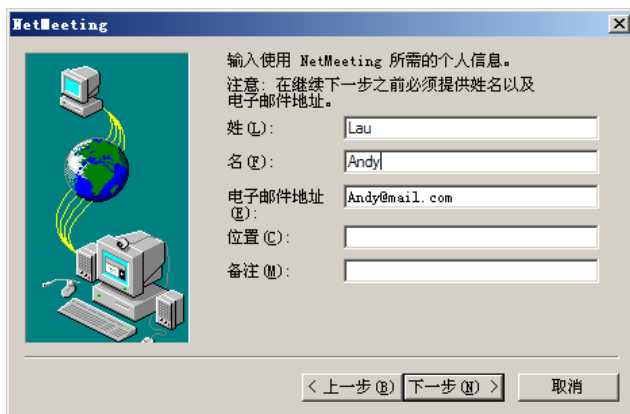 NetMeeting
输入使用 NetMeeting 所需的个人信息。
注意: 在继续下一步之前必须提供姓名以及
电子邮件地址。
姓(L): Lau
名(F): Andy
电子邮件地址
(E): Andy@mail.com
位置(C):
备注(M):
< 上一步(B) 下一步(N) > 取消